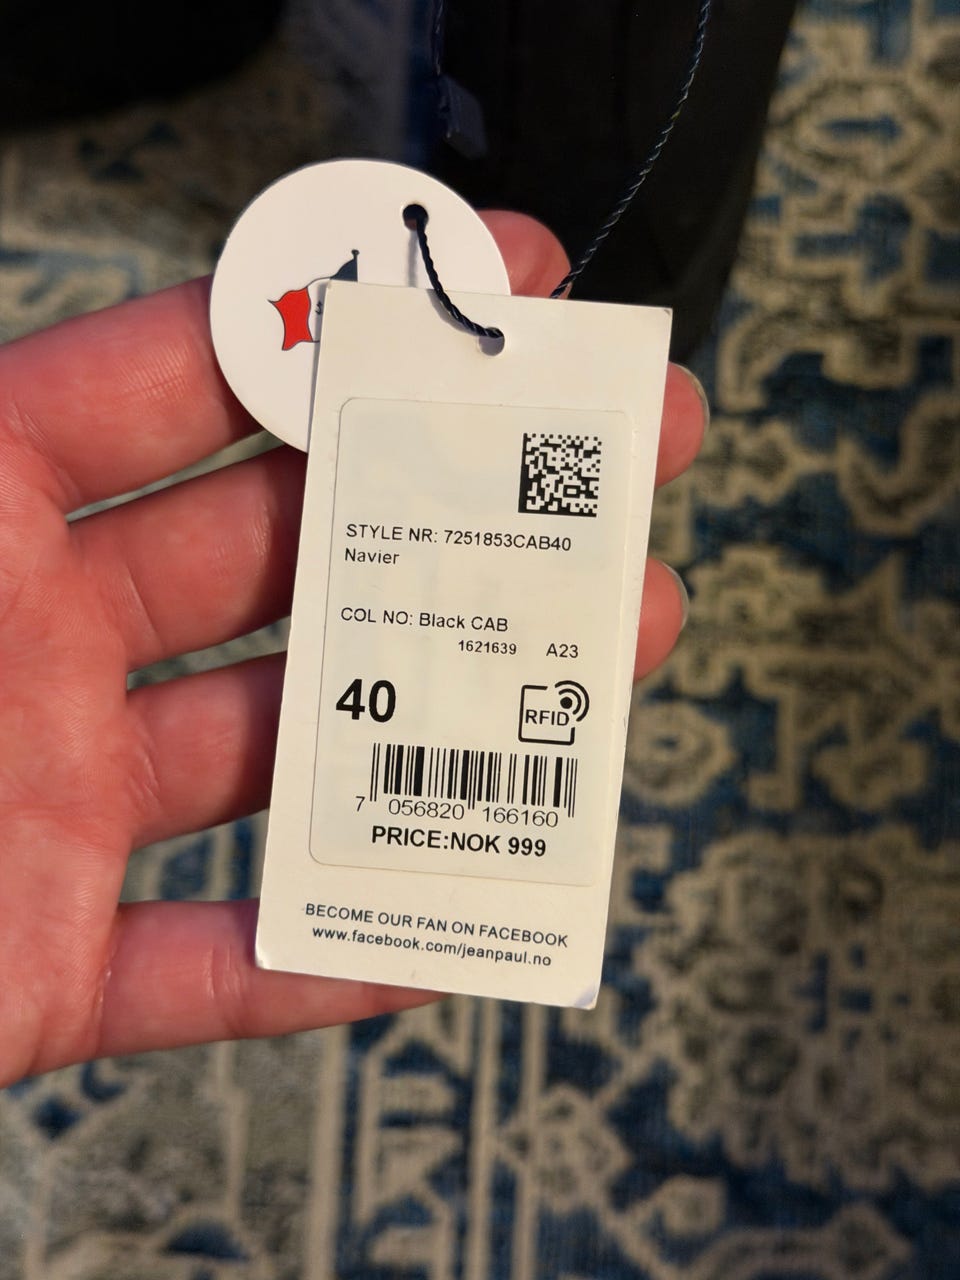 STYLE NR: 7251853CAB40
Navier
COL NO: Black CAB
1621639 A23
40
RFID
7 056820 166160
PRICE:NOK 999
BECOME OUR FAN ON FACEBOOK
www.facebook.com/jeanpaul.no